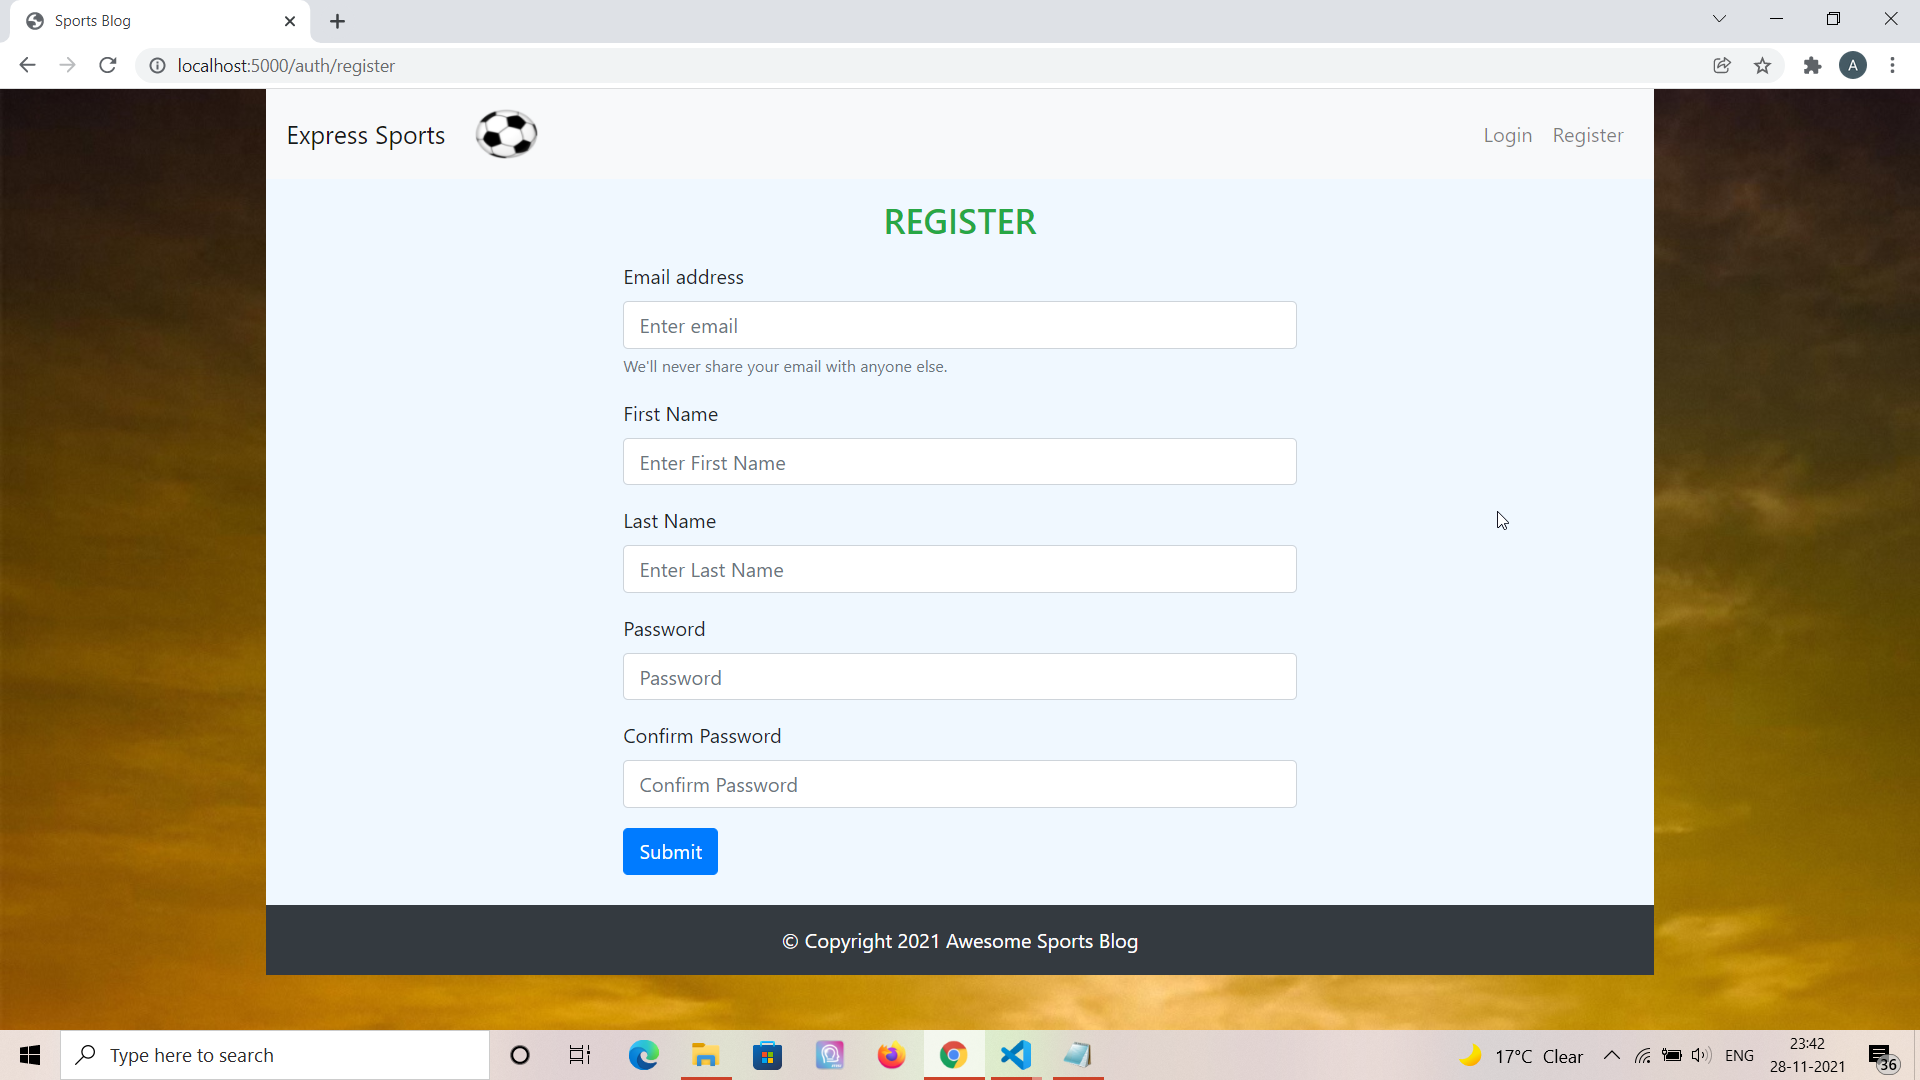 Sports Blog
localhost:5000/auth/register
A
Express Sports
Login Register
REGISTER
Email address
Enter email
We'll never share your email with anyone else.
First Name
Enter First Name
Last Name
Enter Last Name
Password
Password
Confirm Password
Confirm Password
Submit
© Copyright 2021 Awesome Sports Blog
Type here to search
17°C Clear
ENG
23:42
28-11-2021
36